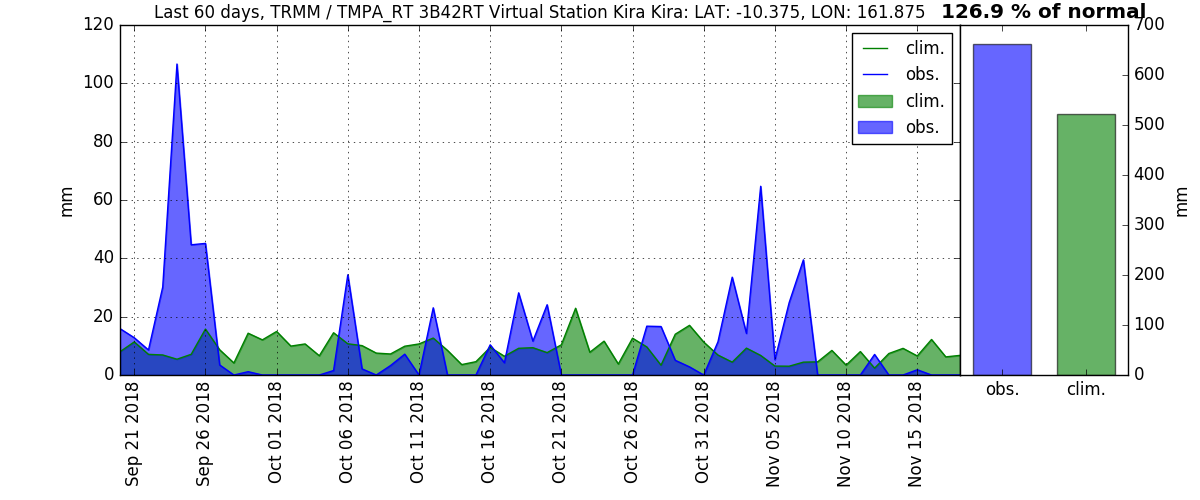 Last 60 days, TRMM / TMPA_RT 3B42RT Virtual Station Kira Kira: LAT: -10.375, LON: 161.875 126.9 % of normal
120
100
80
60
40
20
0
mm
clim.
obs.
clim.
obs.
700
600
500
400
300
200
100
0
mm
Sep 21 2018
Sep 26 2018
Oct 01 2018
Oct 06 2018
Oct 11 2018
Oct 16 2018
Oct 21 2018
Oct 26 2018
Oct 31 2018
Nov 05 2018
Nov 10 2018
Nov 15 2018
obs.
clim.